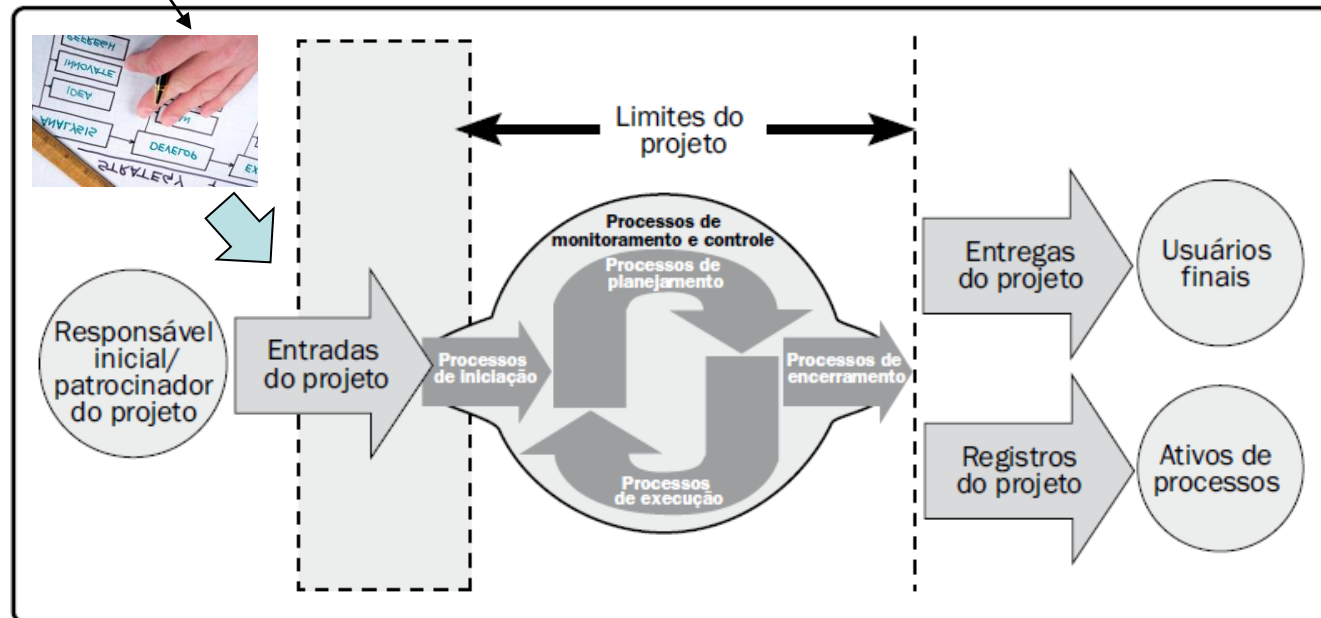 REFRESH
INNOVATE
IDEA
ANALYSIS
DEVELOP
STRATEGY
Limites do
projeto
Processos de
monitoramento e controle
Processos de
planejamento
Responsável
inicial/
patrocinador
do projeto
Entradas
do projeto
Processos
de iniciação
Processos de
encerramento
Processos
de execução
Entregas
do projeto
Usuários
finais
Registros
do projeto
Ativos de
processos